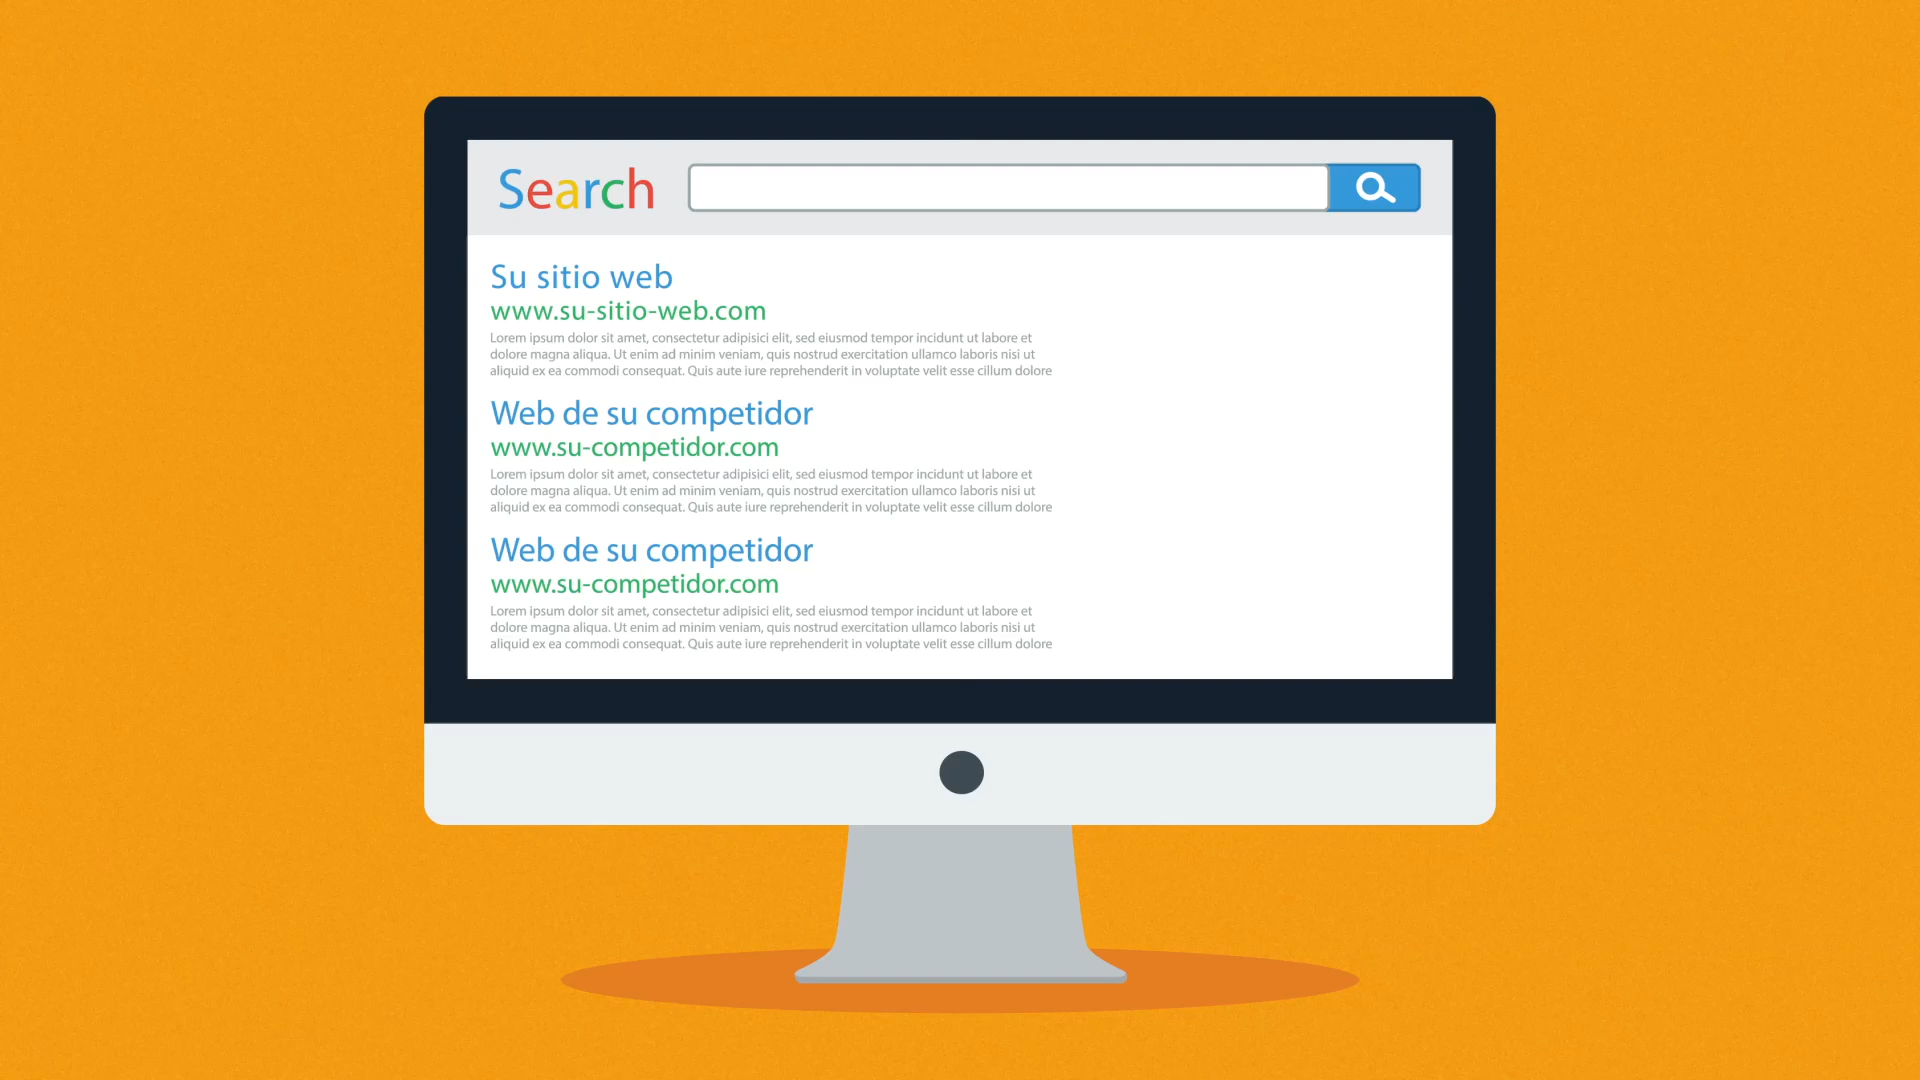 Search
Su sitio web
www.su-sitio-web.com
Lorem ipsum dolor sit amet, consectetur adipisici elit, sed eiusmod tempor incidunt ut labore et
dolore magna aliqua. Ut enim ad minim veniam, quis nostrud exercitation ullamco laboris nisi ut
aliquid ex ea commodi consequat. Quis aute iure reprehenderit in voluptate velit esse cillum dolore
Web de su competidor
www.su-competidor.com
Lorem ipsum dolor sit amet, consectetur adipisici elit, sed eiusmod tempor incidunt ut labore et
dolore magna aliqua. Ut enim ad minim veniam, quis nostrud exercitation ullamco laboris nisi ut
aliquid ex ea commodi consequat. Quis aute iure reprehenderit in voluptate velit esse cillum dolore
Web de su competidor
www.su-competidor.com
Lorem ipsum dolor sit amet, consectetur adipisici elit, sed eiusmod tempor incidunt ut labore et
dolore magna aliqua. Ut enim ad minim veniam, quis nostrud exercitation ullamco laboris nisi ut
aliquid ex ea commodi consequat. Quis aute iure reprehenderit in voluptate velit esse cillum dolore